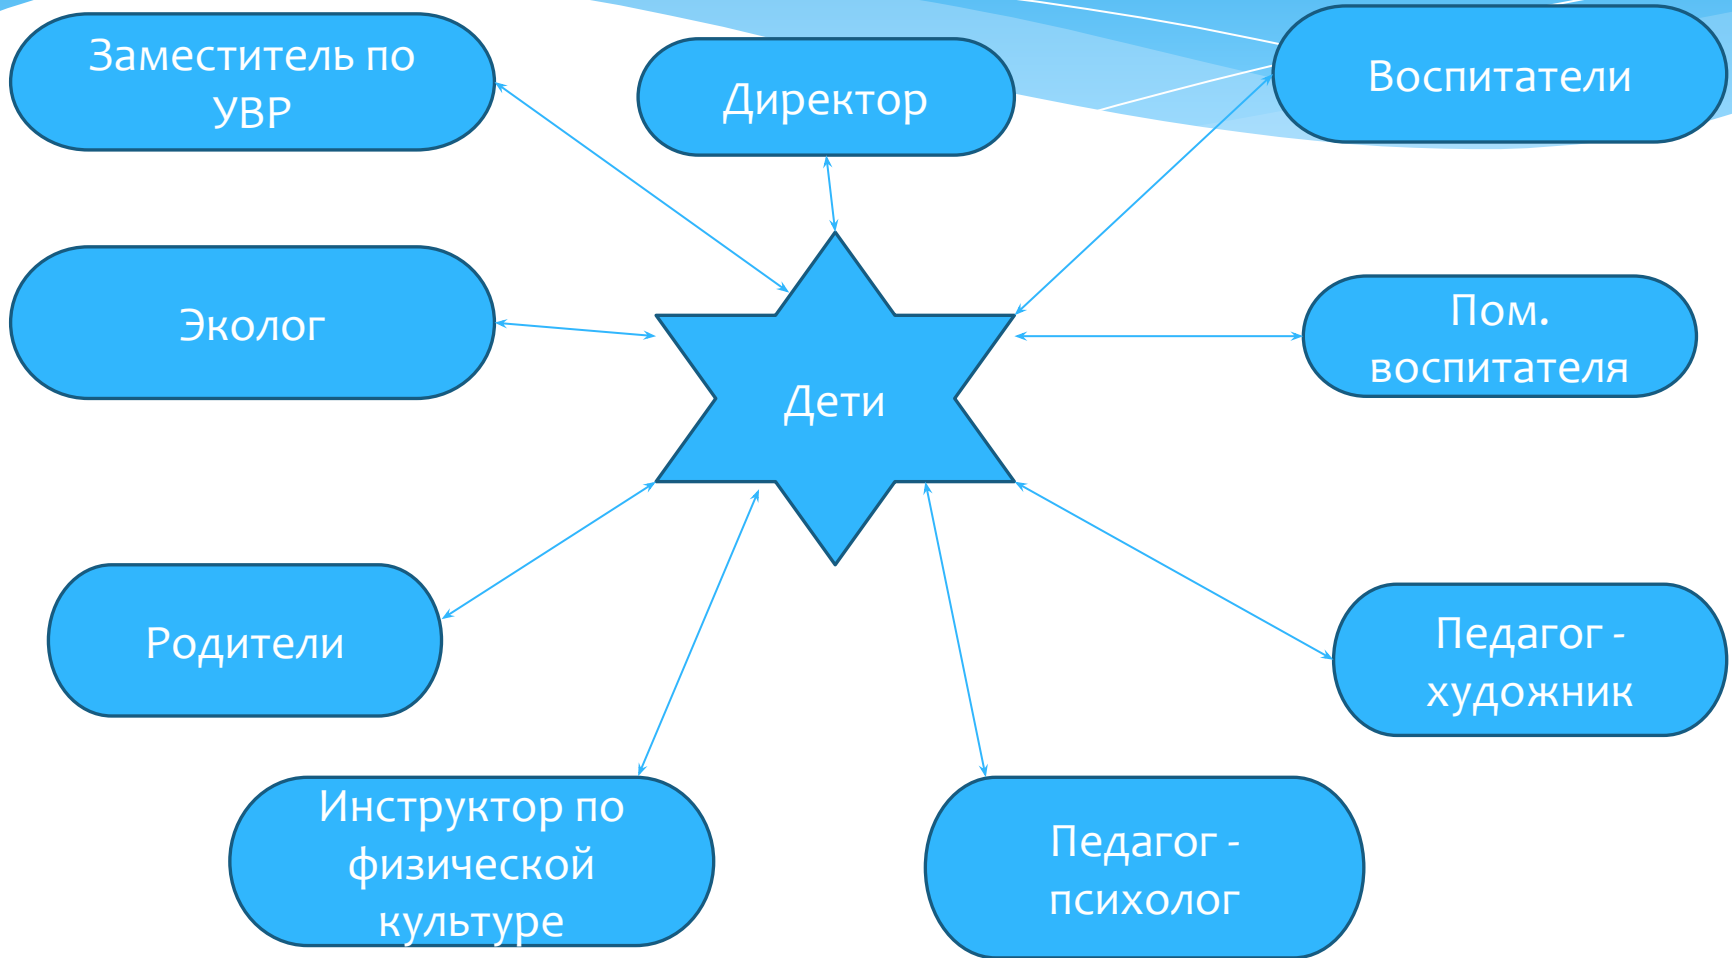 Заместитель по
УВР
Директор
Воспитатели
Эколог
Пом.
воспитателя
Дети
Родители
Педагог -
художник
Инструктор по
физической
культуре
Педагог -
психолог